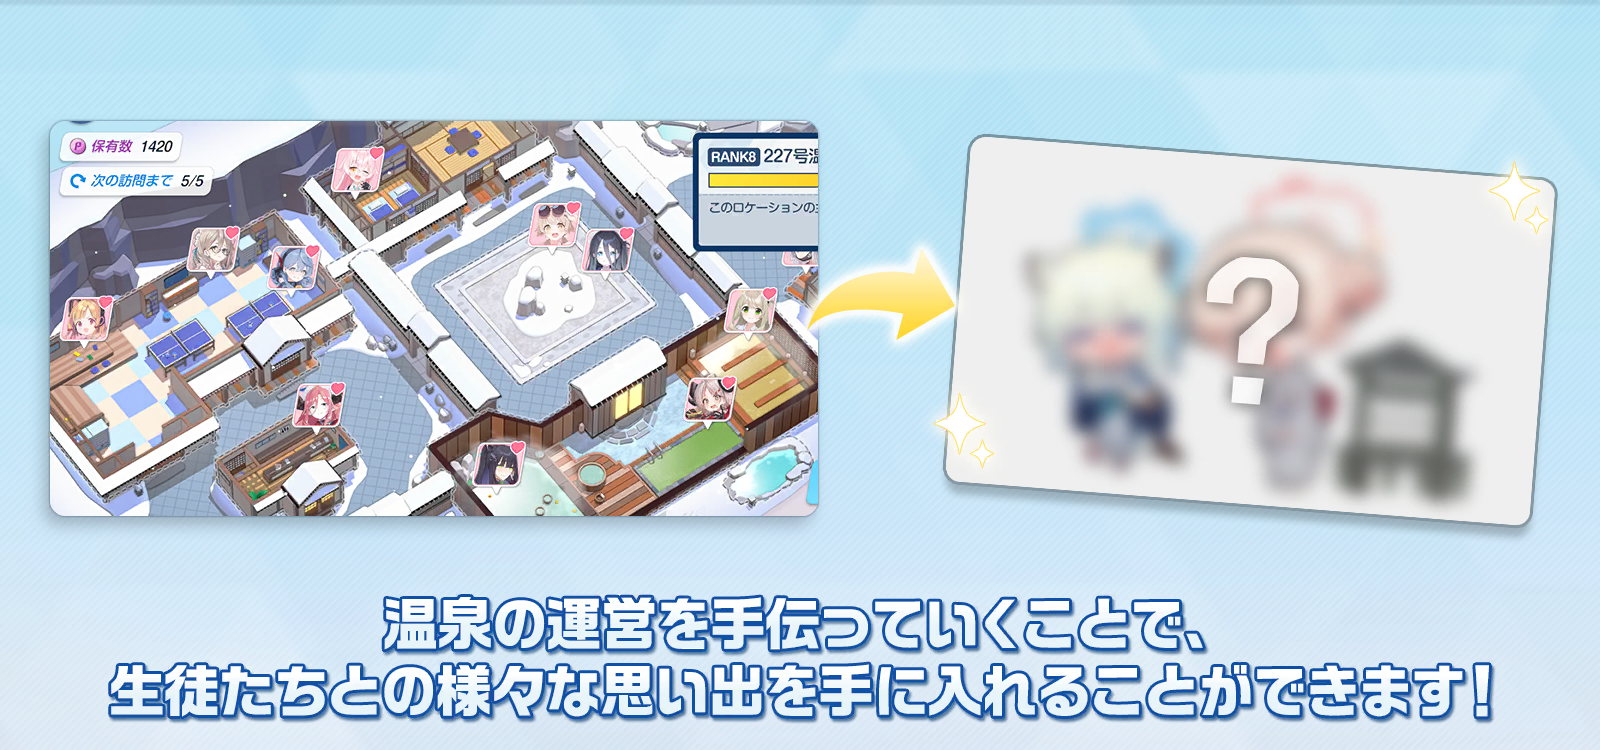 P 保有数 1420
次の訪問まで 5/5
RANK8 227号温
このロケーションの
?
温泉の運営を手伝っていくことで、
生徒たちとの様々な思い出を手に入れることができます!